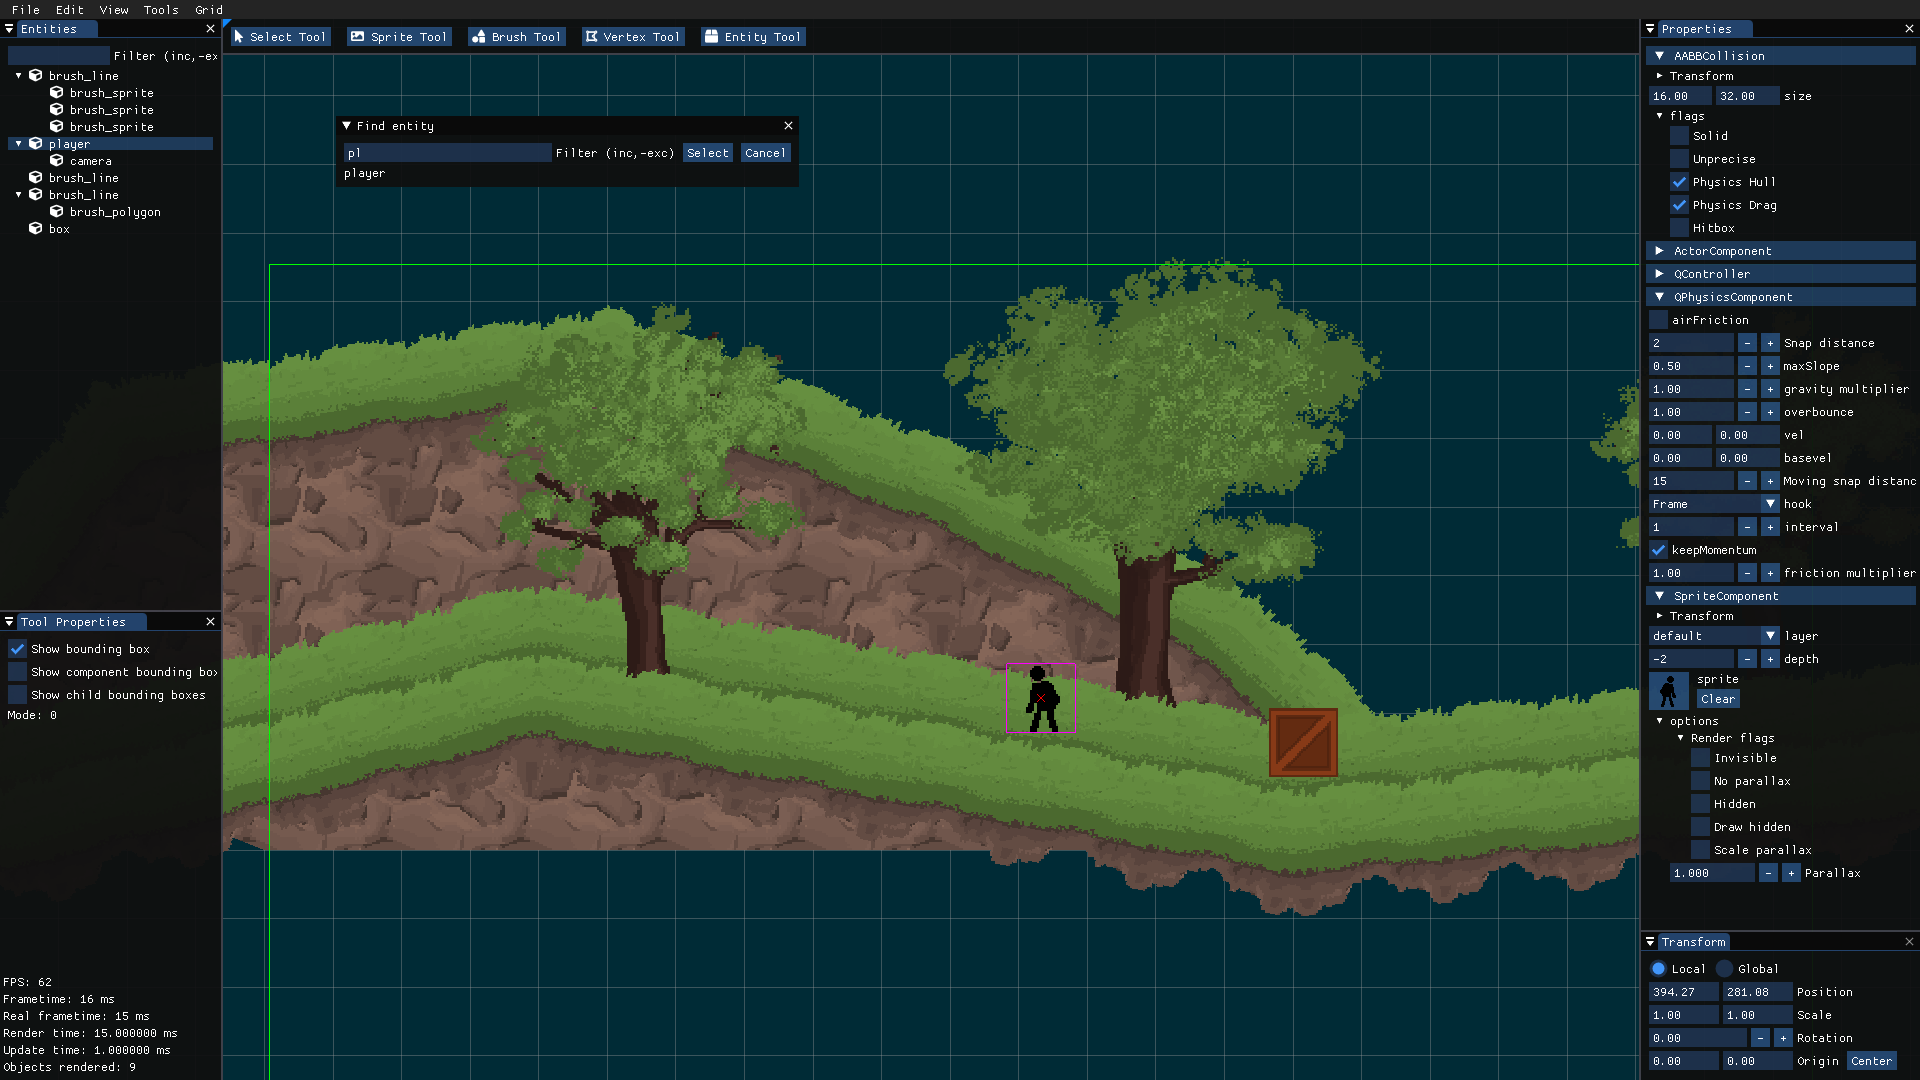 File Edit View Tools Grid
Entities
Filter (inc,-ex
brush_line
brush_sprite
brush_sprite
brush_sprite
player
camera
brush_line
brush_line
brush_polygon
box
Tool Properties
Show bounding box
Show component bounding box
Show child bounding boxes
Mode: 0
FPS: 62
Frametime: 16 ms
Real frametime: 15 ms
Render time: 15.000000 ms
Update time: 1.000000 ms
Objects rendered: 9
Select Tool Sprite Tool Brush Tool Vertex Tool Entity Tool
Find entity
pl Filter (inc,-exc) Select Cancel
player
Properties
AABBCollision
Transform
16.00 32.00 size
flags
Solid
Unprecise
Physics Hull
Physics Drag
Hitbox
ActorComponent
QController
QPhysicsComponent
airFriction
2 - + Snap distance
0.50 - + maxSlope
1.00 - + gravity multiplier
1.00 - + overbounce
0.00 0.00 vel
0.00 0.00 basevel
15 - + Moving snap distanc
Frame hook
1 - + interval
keepMomentum
1.00 - + friction multiplier
SpriteComponent
Transform
default layer
-2 - + depth
sprite
Clear
options
Render flags
Invisible
No parallax
Hidden
Draw hidden
Scale parallax
1.000 - + Parallax
Transform
Local Global
394.27 281.08 Position
1.00 1.00 Scale
0.00 - + Rotation
0.00 0.00 Origin Center